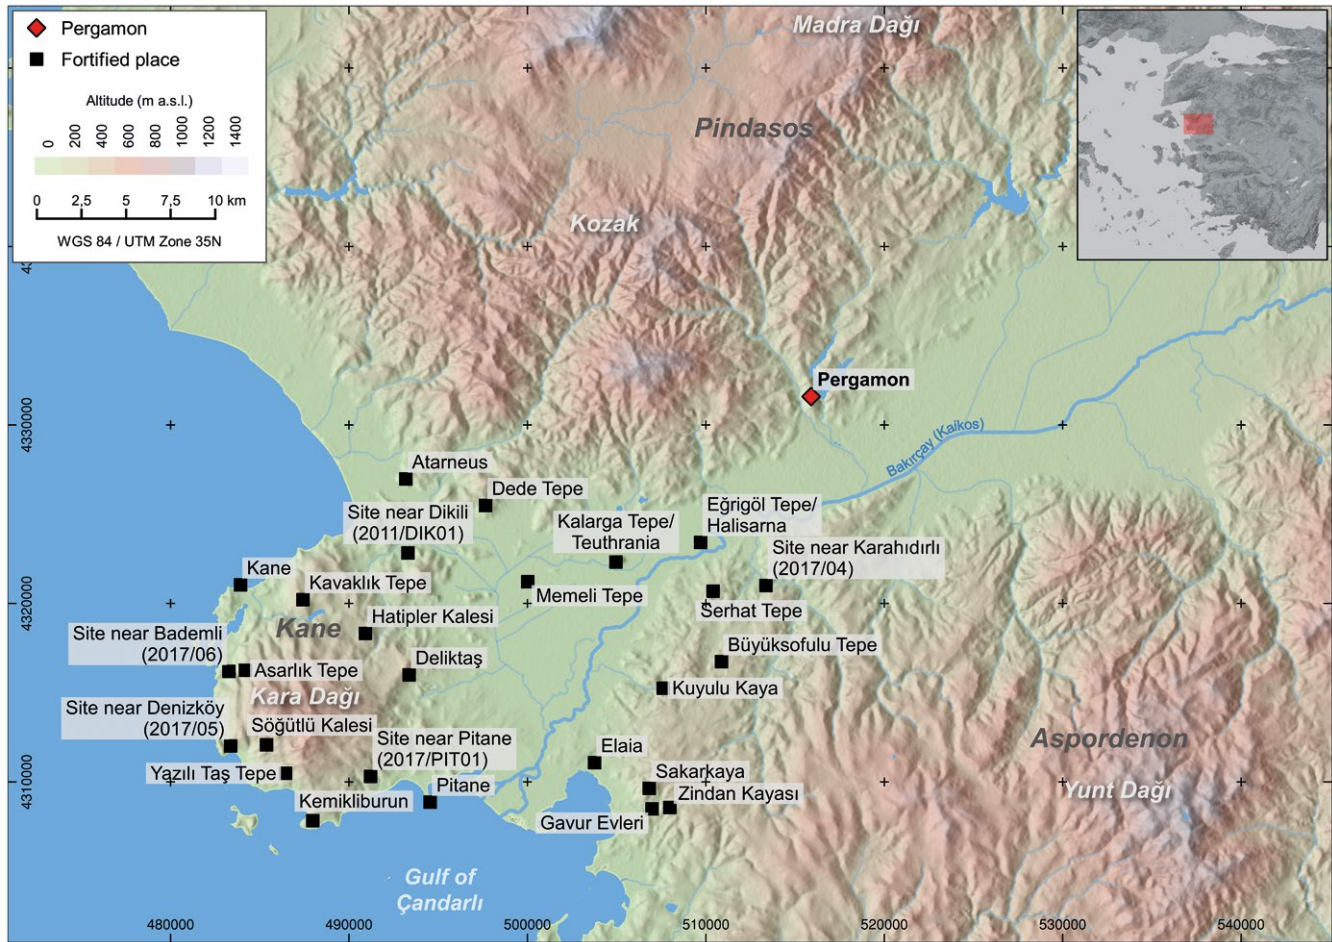 Pergamon
Fortified place
Altitude (m a.s.l.)
0 200 400 600 800 1000 1200 1400
0 2,5 5 7,5 10 km
WGS 84 / UTM Zone 35N
Madra Dağı
Pindasos
Kozak
Pergamon
Bakırçay (Kaikos)
4330000
Atarneus
Dede Tepe
Site near Dikili
(2011/DIK01)
Kalarga Tepe/
Teuthrania
Eğrigöl Tepe/
Halisarna
Site near Karahıdırlı
(2017/04)
Kane
Kavaklık Tepe
Memeli Tepe
Serhat Tepe
4320000
Hatipler Kalesi
Kane
Site near Bademli
(2017/06)
Asarlık Tepe
Deliktaş
Büyüksofulu Tepe
Kuyulu Kaya
Kara Dağı
Site near Denizköy
(2017/05)
Söğütlü Kalesi
Site near Pitane
(2017/PIT01)
Elaia
Aspordenon
Yazılı Taş Tepe
Pitane
Sakarkaya
Zindan Kayası
Yunt Dağı
4310000
Kemikliburun
Gavur Evleri
Gulf of
Çandarlı
480000 490000 500000 510000 520000 530000 540000